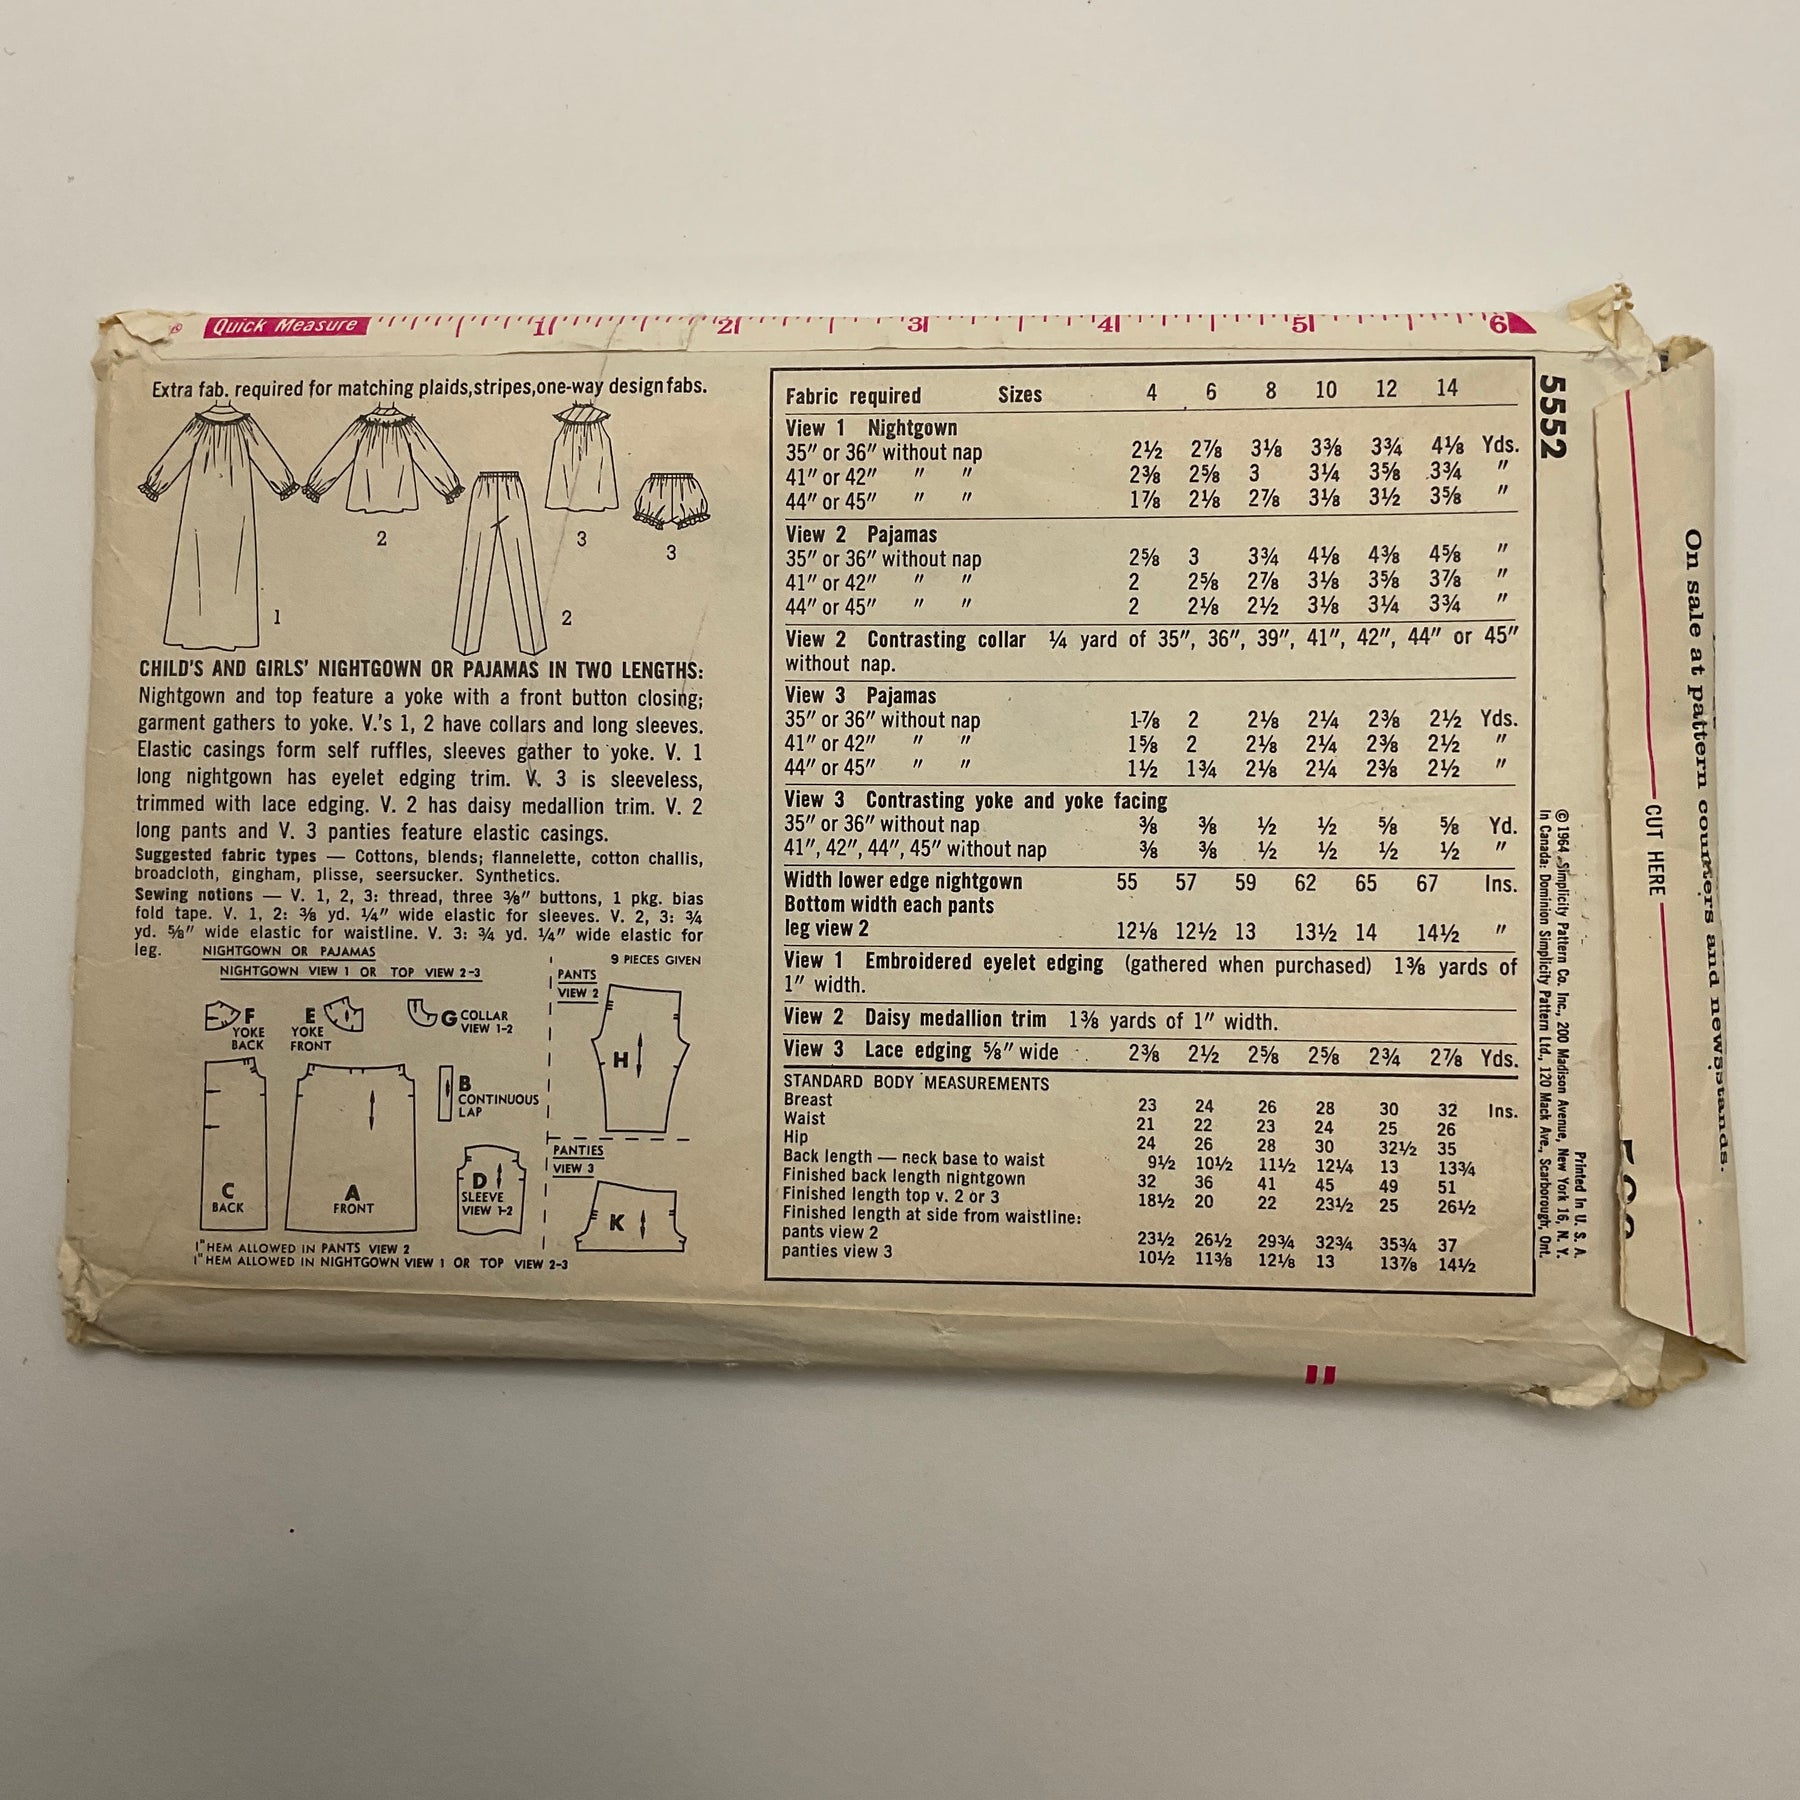 ® Quick Measure 1 2 3 4 5 6
Extra fab. required for matching plaids, stripes, one-way design fabs.
1
2
2
3
3
CHILD'S AND GIRLS' NIGHTGOWN OR PAJAMAS IN TWO LENGTHS:
Nightgown and top feature a yoke with a front button closing;
garment gathers to yoke. V.'s 1, 2 have collars and long sleeves.
Elastic casings form self ruffles, sleeves gather to yoke. V. 1
long nightgown has eyelet edging trim. V. 3 is sleeveless,
trimmed with lace edging. V. 2 has daisy medallion trim. V. 2
long pants and V. 3 panties feature elastic casings.
Suggested fabric types — Cottons, blends; flannelette, cotton challis,
broadcloth, gingham, plisse, seersucker. Synthetics.
Sewing notions — V. 1, 2, 3: thread, three 3/8" buttons, 1 pkg. bias
fold tape. V. 1, 2: 3/8 yd. 1/4" wide elastic for sleeves. V. 2, 3: 3/4
yd. 5/8" wide elastic for waistline. V. 3: 3/4 yd. 1/4" wide elastic for
leg.
NIGHTGOWN OR PAJAMAS
9 PIECES GIVEN
NIGHTGOWN VIEW 1 OR TOP VIEW 2-3
F
YOKE
BACK
E
YOKE
FRONT
G COLLAR
VIEW 1-2
C
BACK
A
FRONT
B
CONTINUOUS
LAP
D
SLEEVE
VIEW 1-2
PANTS
VIEW 2
H
PANTIES
VIEW 3
K
1" HEM ALLOWED IN PANTS VIEW 2
1" HEM ALLOWED IN NIGHTGOWN VIEW 1 OR TOP VIEW 2-3
Fabric required Sizes 4 6 8 10 12 14
View 1 Nightgown
35" or 36" without nap 2½ 2⅞ 3⅛ 3⅜ 3¾ 4⅛ Yds.
41" or 42" " " 2⅜ 2⅝ 3 3¼ 3⅝ 3¾ "
44" or 45" " " 1⅞ 2⅛ 2⅞ 3⅛ 3½ 3⅝ "
View 2 Pajamas
35" or 36" without nap 2⅝ 3 3¾ 4⅛ 4⅜ 4⅝ "
41" or 42" " " 2 2⅝ 2⅞ 3⅛ 3⅝ 3⅞ "
44" or 45" " " 2 2⅛ 2½ 3⅛ 3¼ 3¾ "
View 2 Contrasting collar ¼ yard of 35", 36", 39", 41", 42", 44" or 45"
without nap.
View 3 Pajamas
35" or 36" without nap 1⅞ 2 2⅛ 2¼ 2⅜ 2½ Yds.
41" or 42" " " 1⅝ 2 2⅛ 2¼ 2⅜ 2½ "
44" or 45" " " 1½ 1¾ 2⅛ 2¼ 2⅜ 2½ "
View 3 Contrasting yoke and yoke facing
35" or 36" without nap ⅜ ⅜ ½ ½ ⅝ ⅝ Yd.
41", 42", 44", 45" without nap ⅜ ⅜ ½ ½ ½ ½ "
Width lower edge nightgown 55 57 59 62 65 67 Ins.
Bottom width each pants
leg view 2 12⅛ 12½ 13 13½ 14 14½ "
View 1 Embroidered eyelet edging (gathered when purchased) 1⅜ yards of
1" width.
View 2 Daisy medallion trim 1⅜ yards of 1" width.
View 3 Lace edging ⅝" wide 2⅜ 2½ 2⅝ 2⅝ 2¾ 2⅞ Yds.
STANDARD BODY MEASUREMENTS
Breast 23 24 26 28 30 32 Ins.
Waist 21 22 23 24 25 26
Hip 24 26 28 30 32½ 35
Back length — neck base to waist 9½ 10½ 11½ 12¼ 13 13¾
Finished back length nightgown 32 36 41 45 49 51
Finished length top v. 2 or 3 18½ 20 22 23½ 25 26½
Finished length at side from waistline:
pants view 2 23½ 26½ 29¾ 32¾ 35¾ 37
panties view 3 10½ 11⅜ 12⅛ 13 13⅞ 14½
5552
© 1964 Simplicity Pattern Co., Inc., 200 Madison Avenue, New York 16, N. Y.
In Canada: Dominion Simplicity Pattern Ltd., 120 Mack Ave., Scarborough, Ont.
Printed in U. S. A.
CUT HERE
On sale at pattern counters and newsstands.